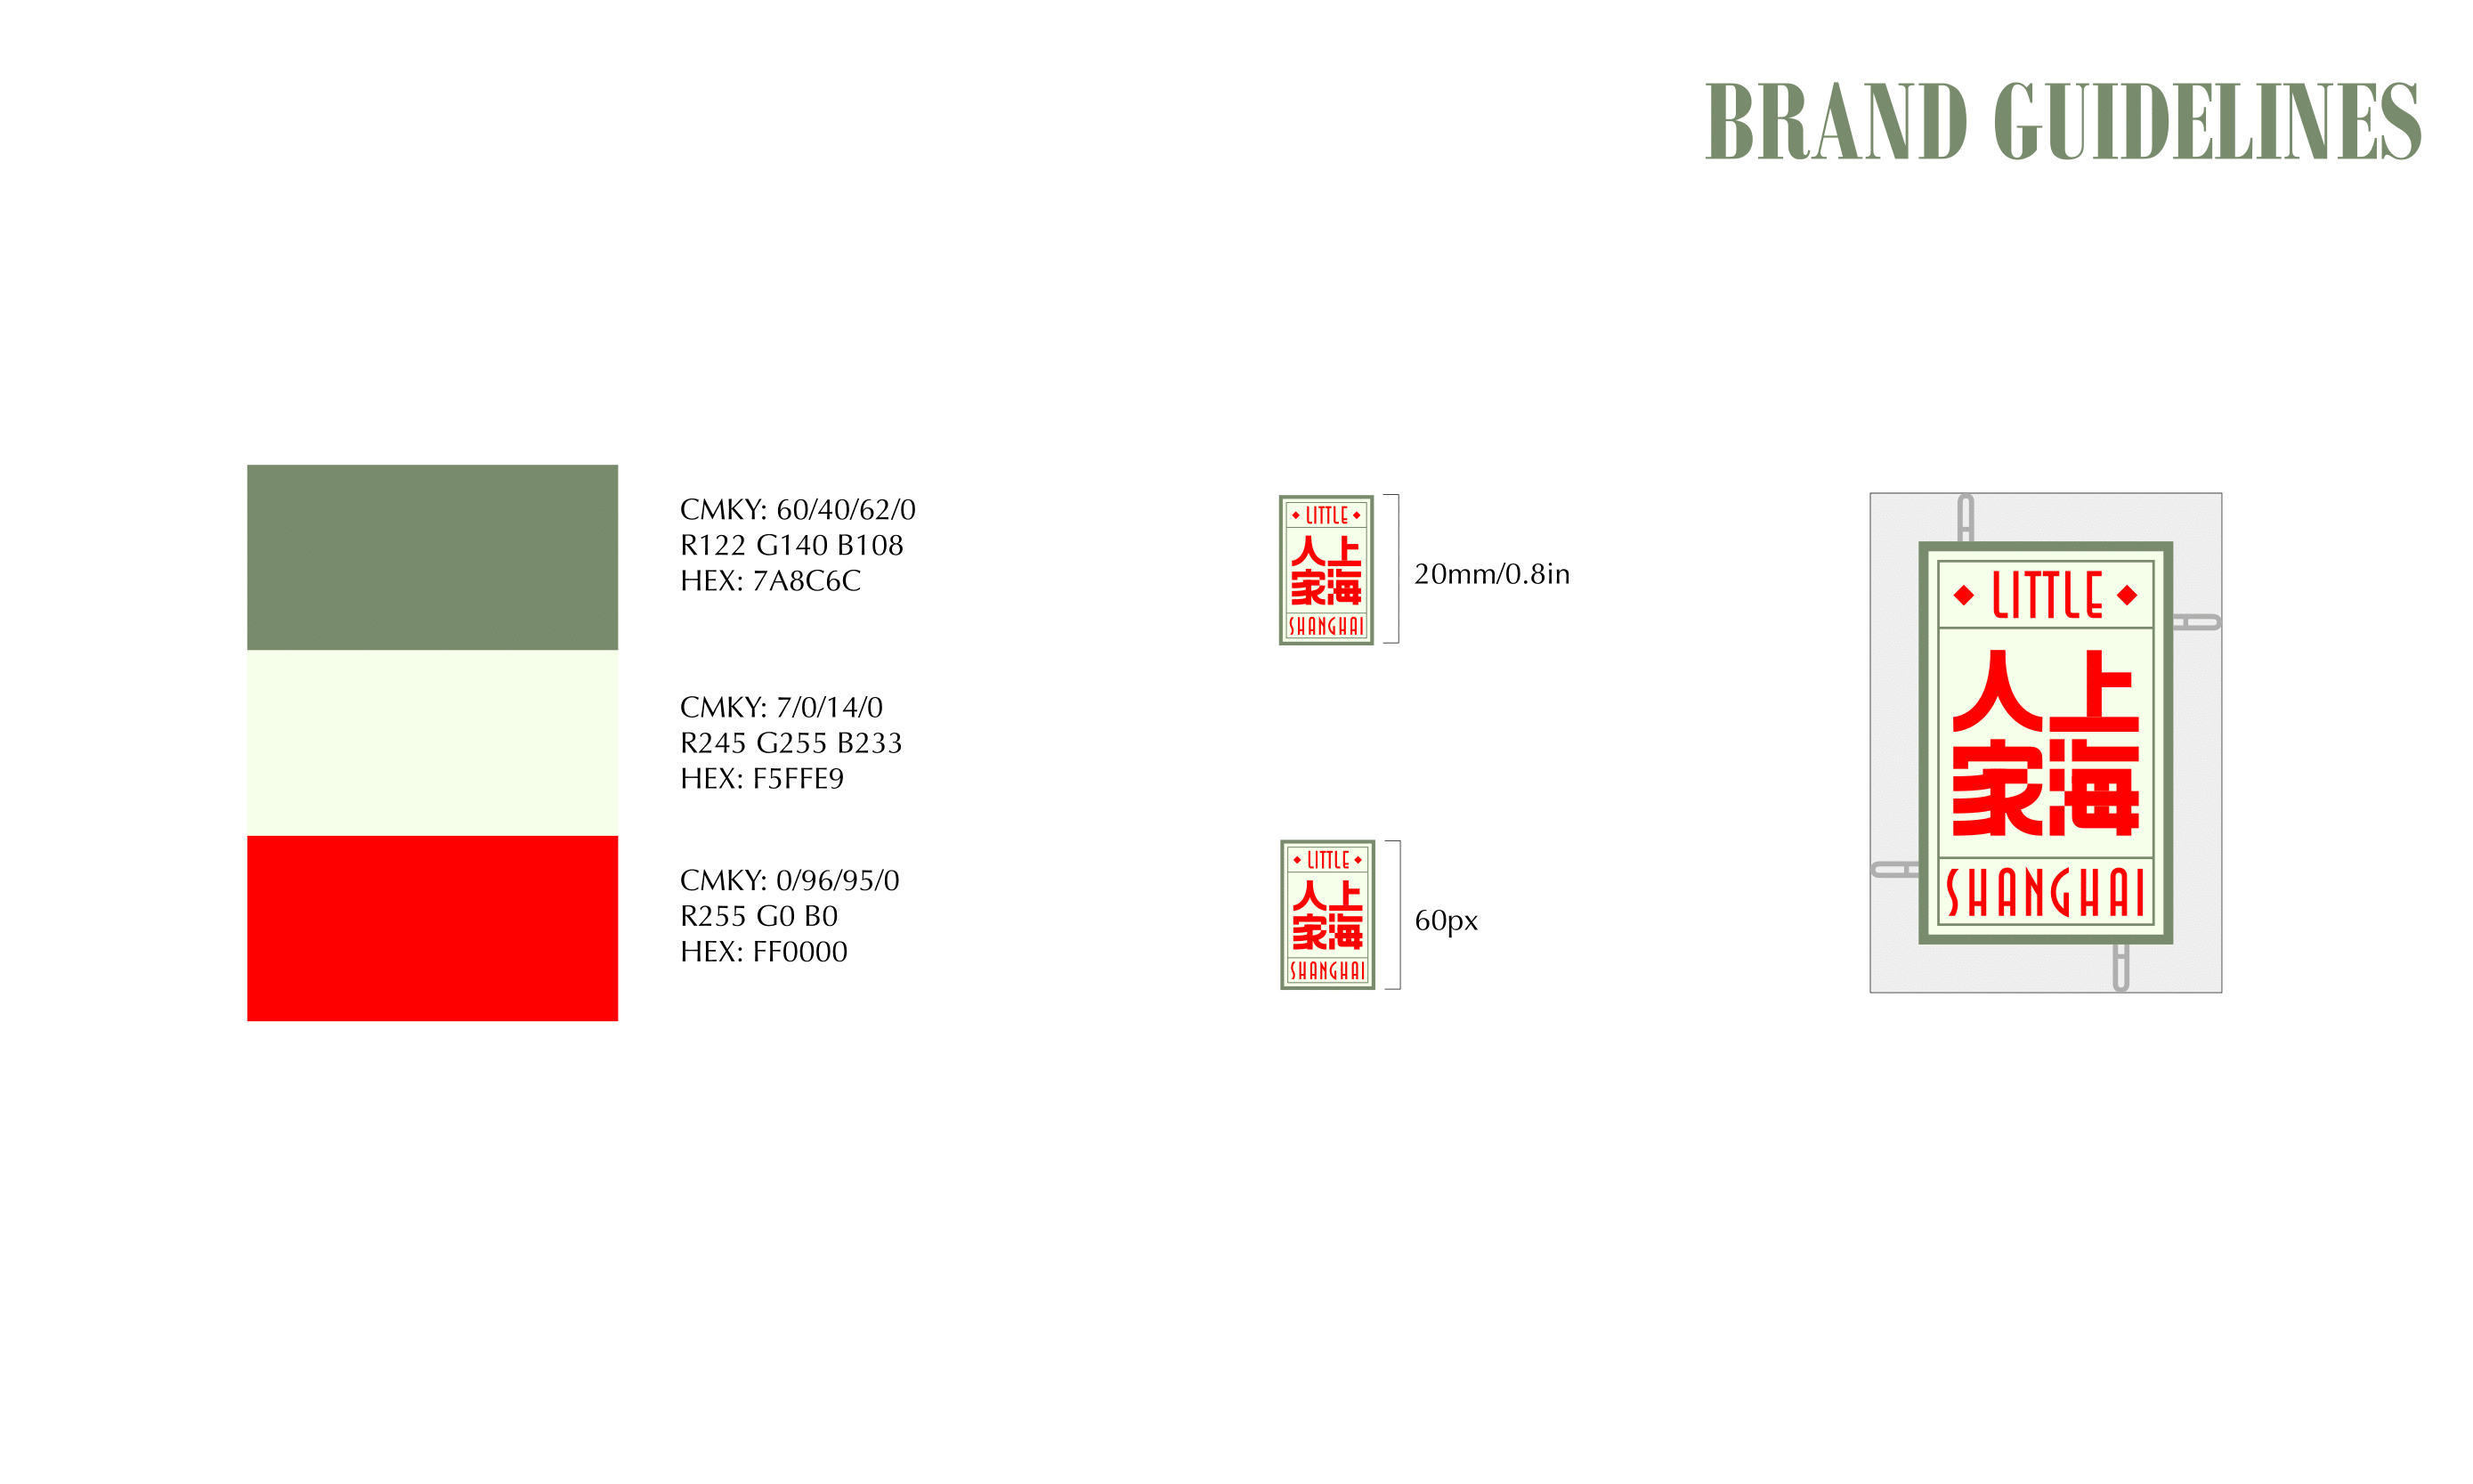 BRAND GUIDELINES
CMKY: 60/40/62/0
R122 G140 B108
HEX: 7A8C6C
CMKY: 7/0/14/0
R245 G255 B233
HEX: F5FFE9
CMKY: 0/96/95/0
R255 G0 B0
HEX: FF0000
LITTLE
人上
家海
SHANGHAI
20mm/0.8in
LITTLE
人上
家海
SHANGHAI
60px
LITTLE
人上
家海
SHANGHAI